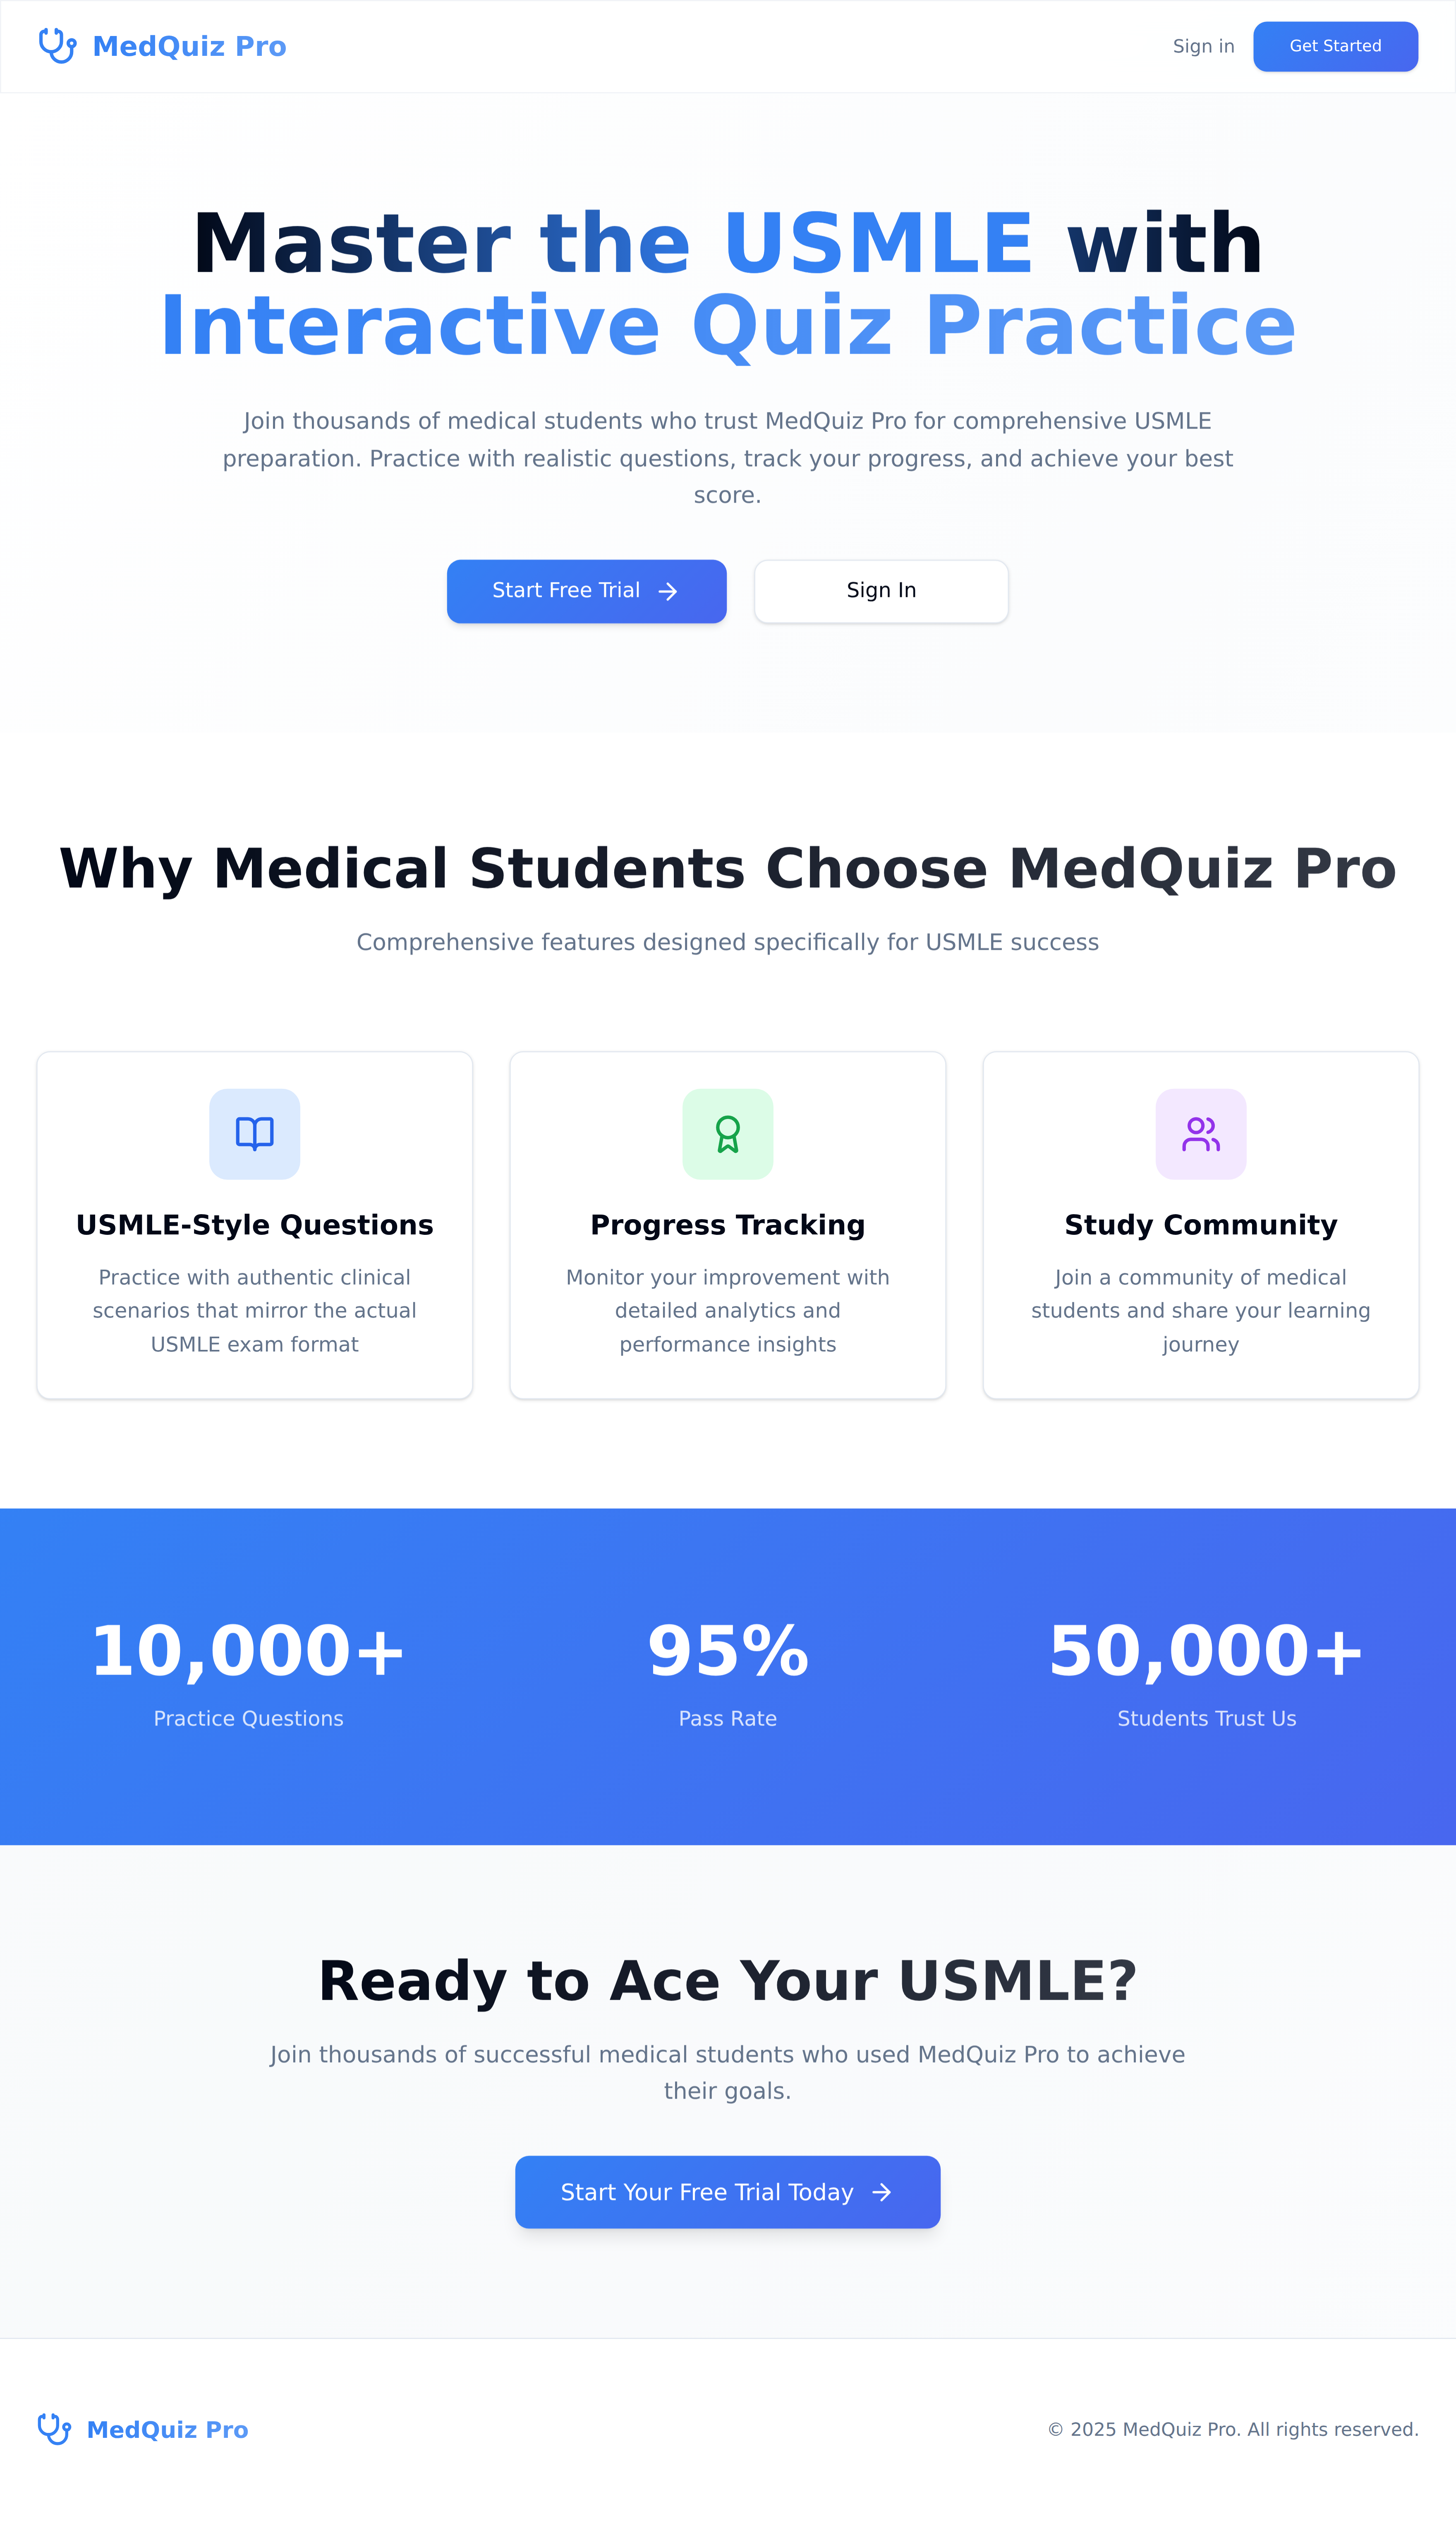 MedQuiz Pro
Sign in
Get Started
Master the USMLE with
Interactive Quiz Practice
Join thousands of medical students who trust MedQuiz Pro for comprehensive USMLE
preparation. Practice with realistic questions, track your progress, and achieve your best
score.
Start Free Trial
Sign In
Why Medical Students Choose MedQuiz Pro
Comprehensive features designed specifically for USMLE success
USMLE-Style Questions
Practice with authentic clinical
scenarios that mirror the actual
USMLE exam format
Progress Tracking
Monitor your improvement with
detailed analytics and
performance insights
Study Community
Join a community of medical
students and share your learning
journey
10,000+
Practice Questions
95%
Pass Rate
50,000+
Students Trust Us
Ready to Ace Your USMLE?
Join thousands of successful medical students who used MedQuiz Pro to achieve
their goals.
Start Your Free Trial Today
MedQuiz Pro
© 2025 MedQuiz Pro. All rights reserved.